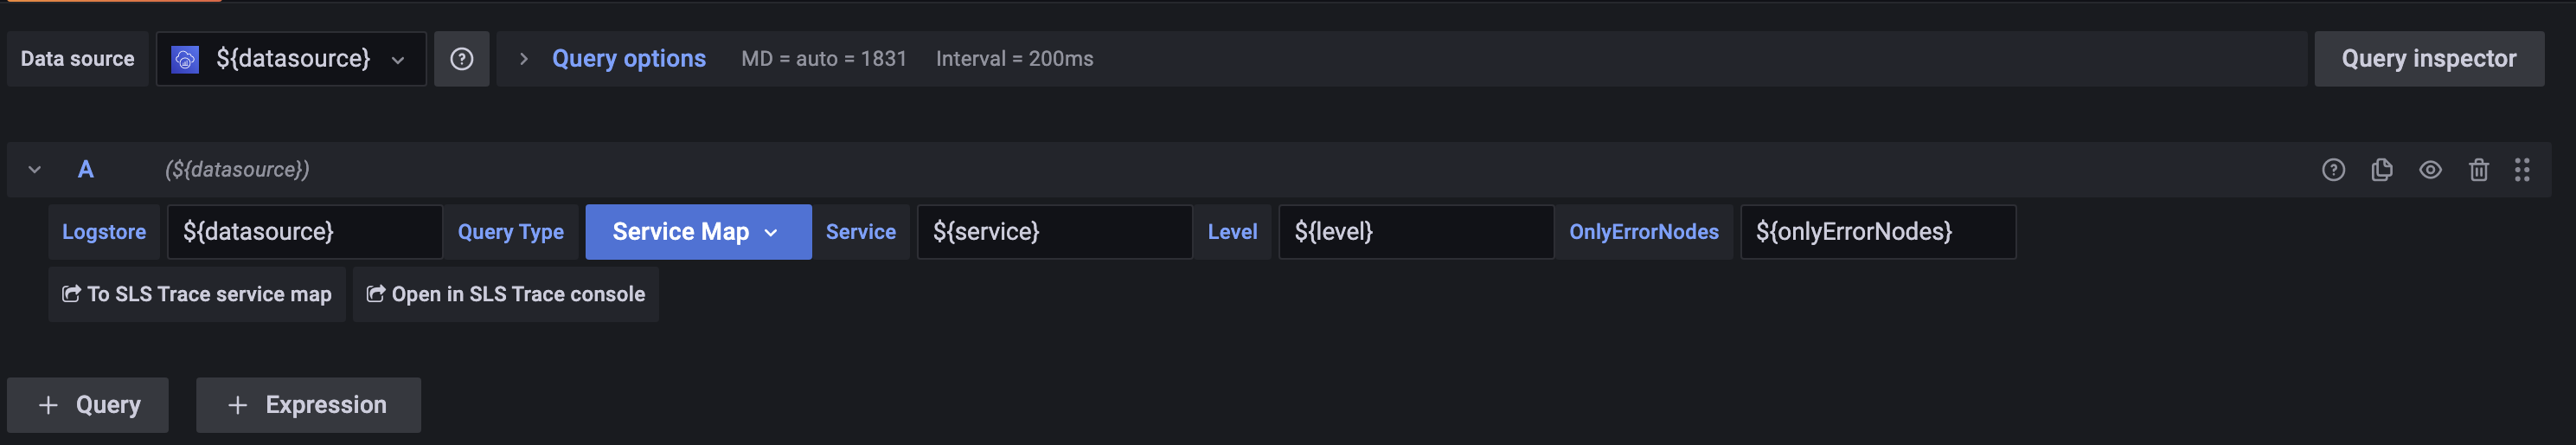 Data source ${datasource} Query options MD = auto = 1831 Interval = 200ms Query inspector
A (${datasource})
Logstore ${datasource} Query Type Service Map Service ${service} Level ${level} OnlyErrorNodes ${onlyErrorNodes}
To SLS Trace service map Open in SLS Trace console
+ Query + Expression